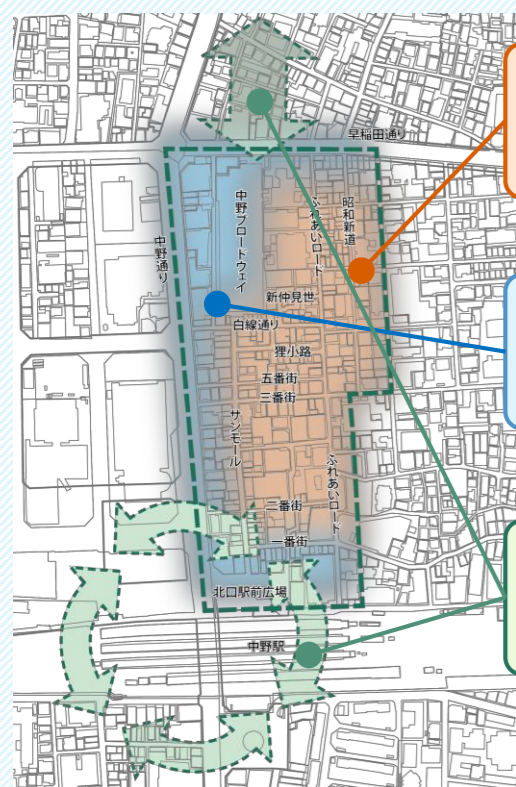 早稲田通り
中野ブロードウェイ
ふれあいロード
昭和新道
中野通り
新仲見世
白線通り
狸小路
五番街
三番街
サンモール
ふれあいロード
二番街
一番街
北口駅前広場
中野駅